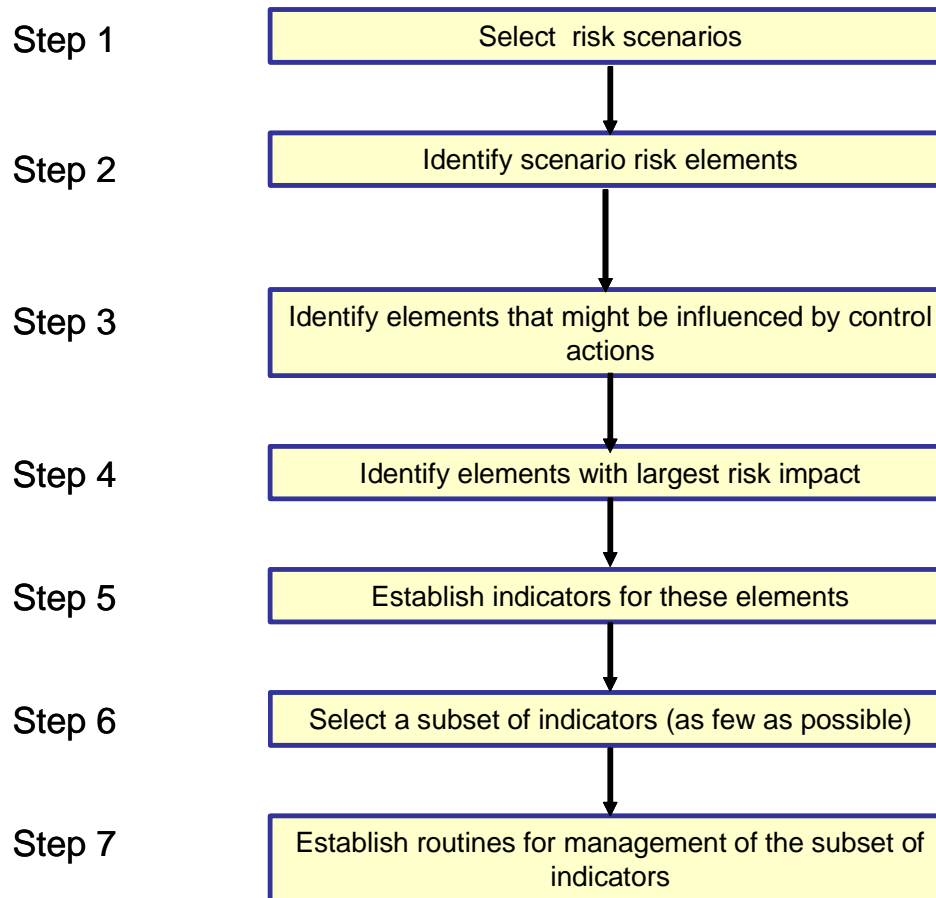 Step 1
Select risk scenarios
Step 2
Identify scenario risk elements
Step 3
Identify elements that might be influenced by control
actions
Step 4
Identify elements with largest risk impact
Step 5
Establish indicators for these elements
Step 6
Select a subset of indicators (as few as possible)
Step 7
Establish routines for management of the subset of
indicators